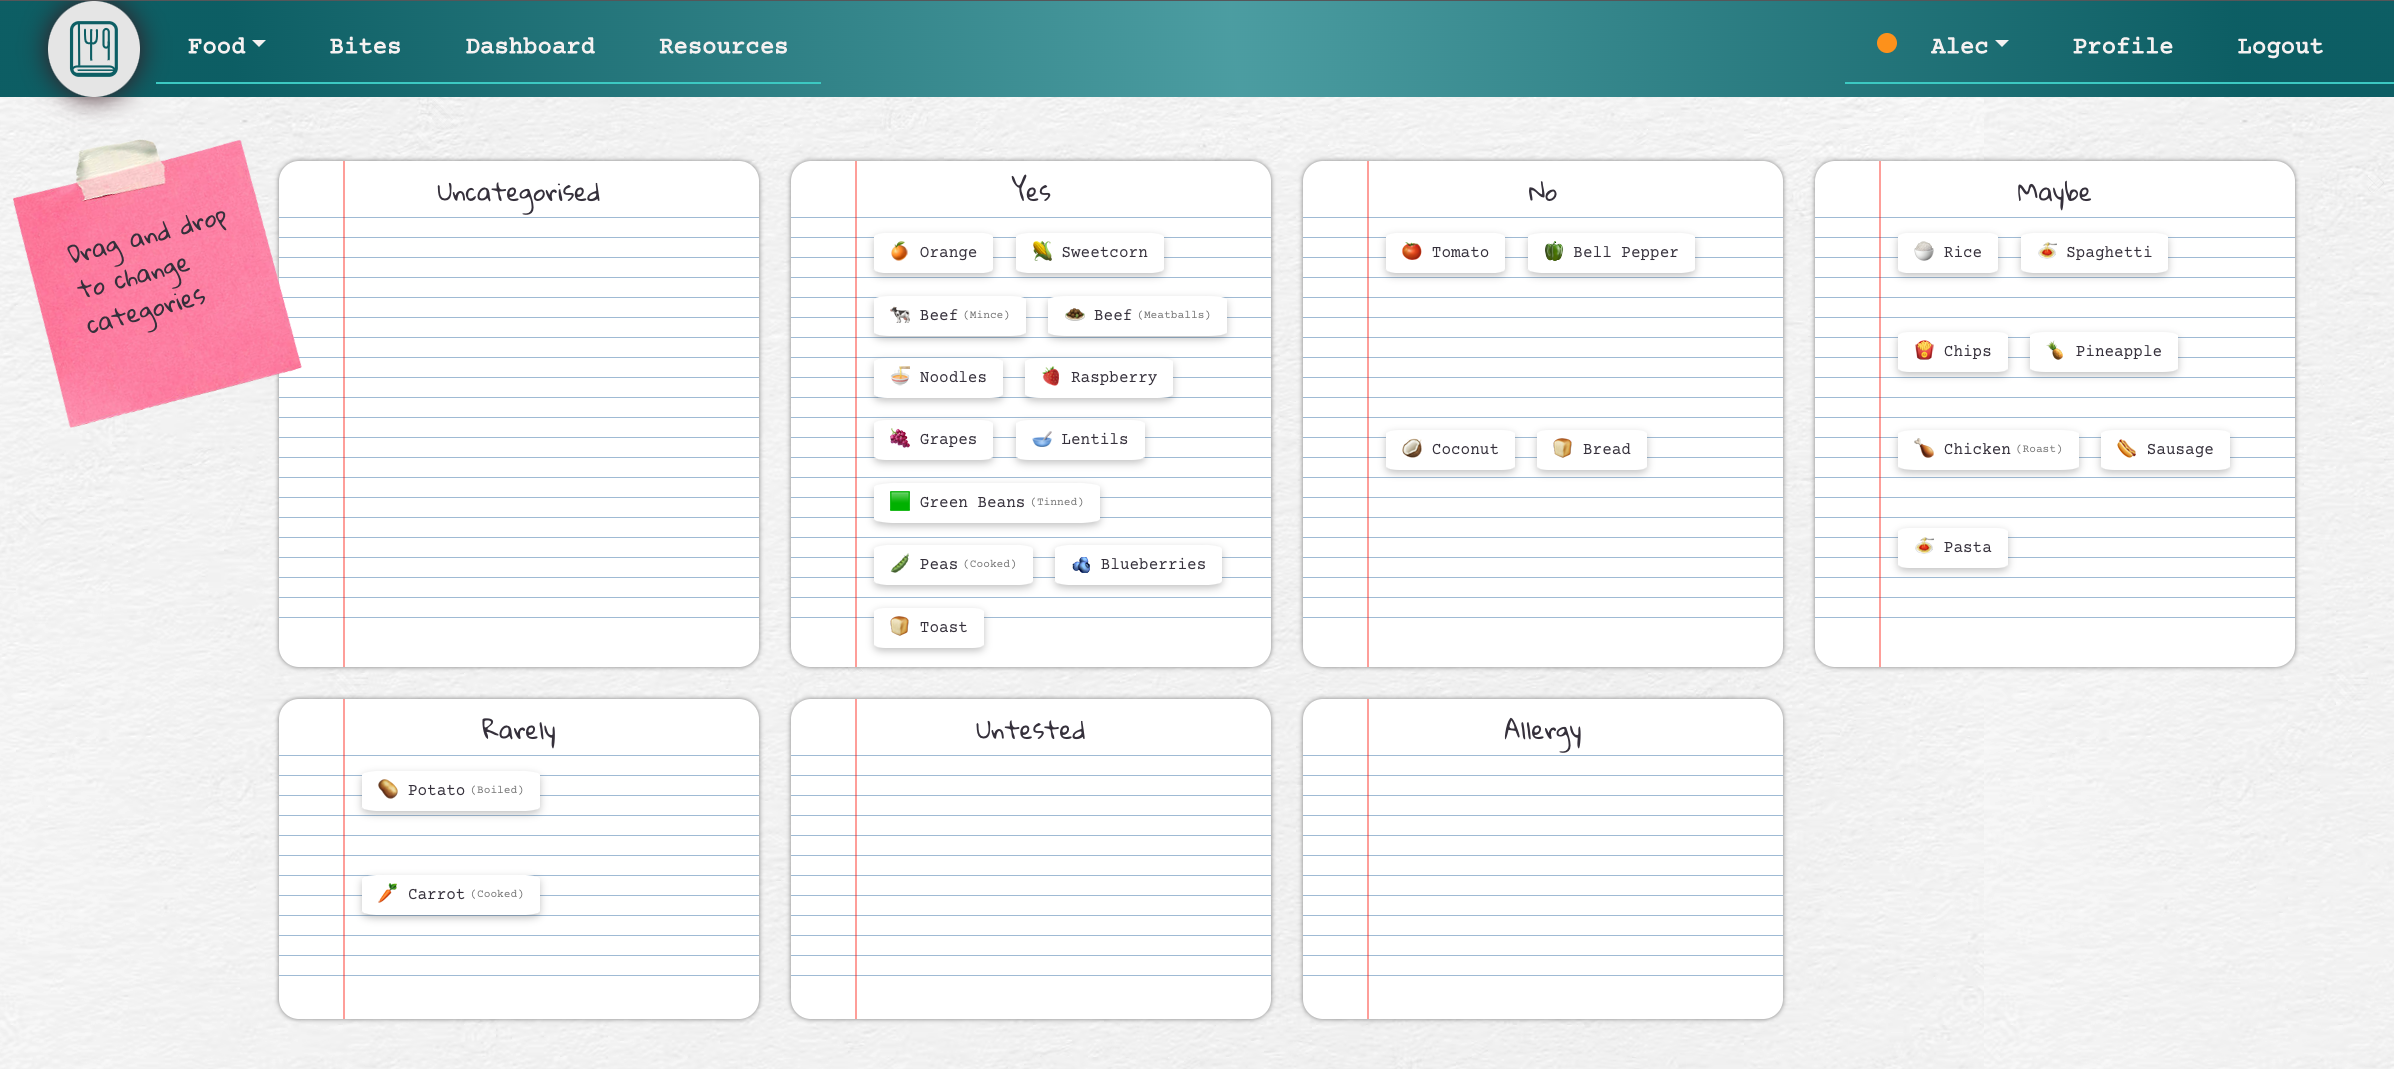 Food Bites Dashboard Resources Alec Profile Logout
Drag and drop
to change
categories
Uncategorised
Yes
Orange Sweetcorn
Beef (Mince) Beef (Meatballs)
Noodles Raspberry
Grapes Lentils
Green Beans (Tinned)
Peas (Cooked) Blueberries
Toast
No
Tomato Bell Pepper
Coconut Bread
Maybe
Rice Spaghetti
Chips Pineapple
Chicken (Roast) Sausage
Pasta
Rarely
Potato (Boiled)
Carrot (Cooked)
Untested
Allergy